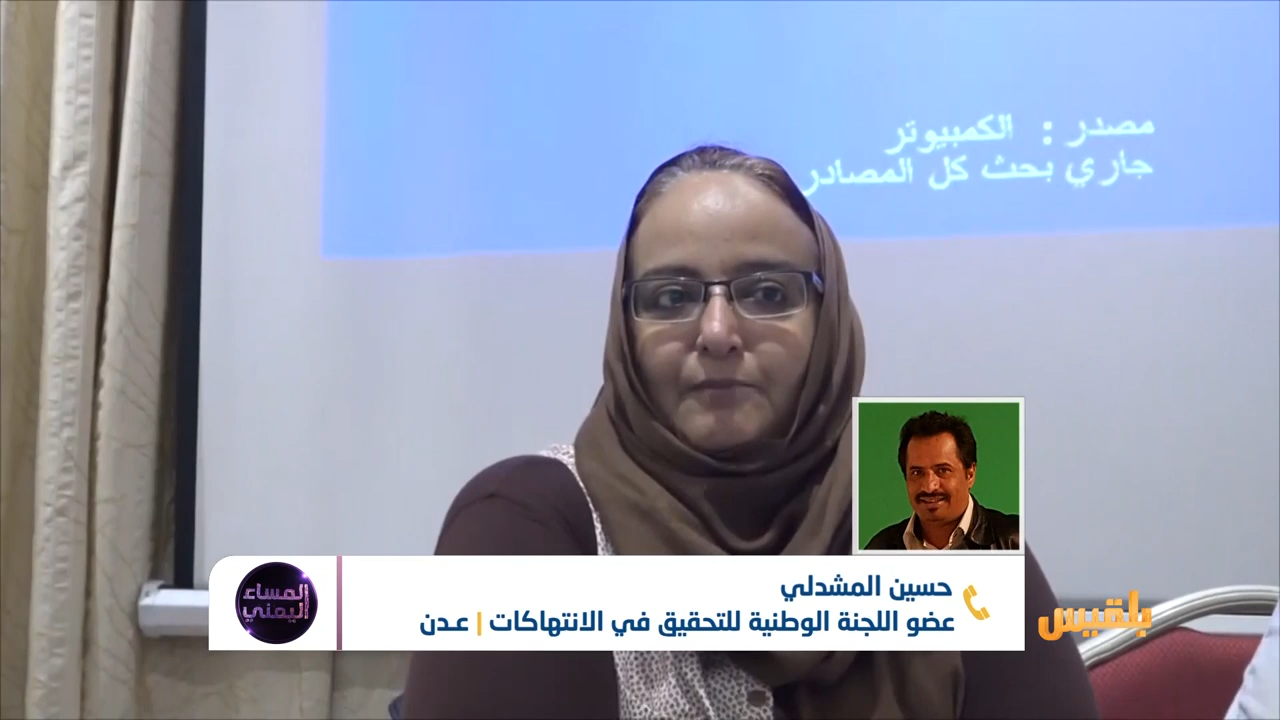 مصدر : الكمبيوتر
جاري بحث كل المصادر
حسين المشدلي
عضو اللجنة الوطنية للتحقيق في الانتهاكات | عدن
المساء
اليمني
بلقيس